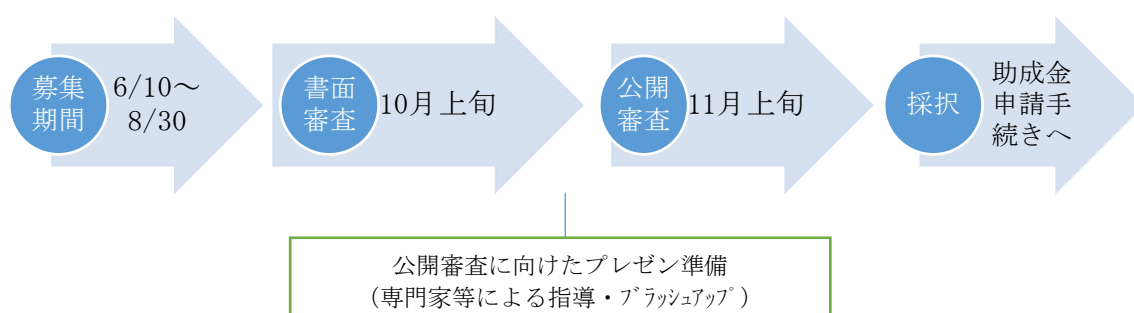 募集
期間
6/10～
8/30
書面
審査
10月上旬
公開
審査
11月上旬
採択
助成金
申請手
続きへ
公開審査に向けたプレゼン準備
（専門家等による指導・ﾌﾞﾗｯｼｭｱｯﾌﾟ）